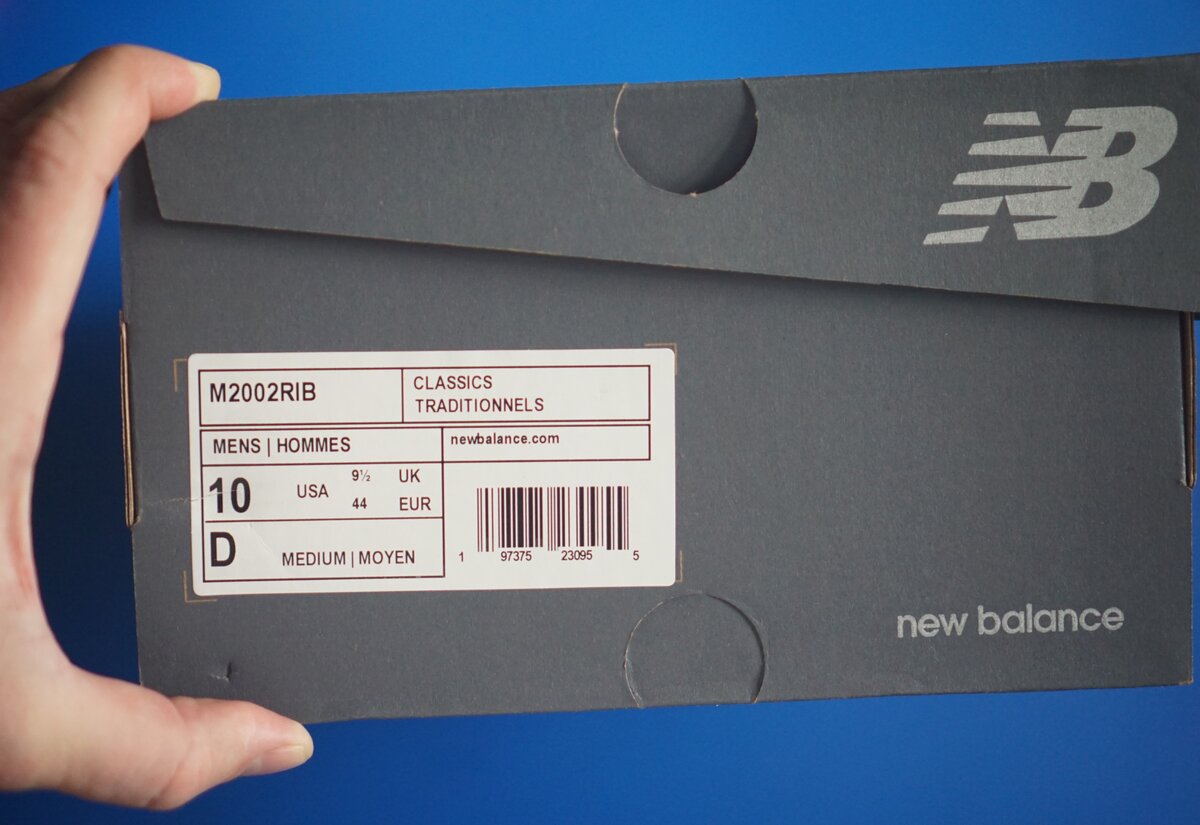 NB
M2002RIB
CLASSICS
TRADITIONNELS
MENS | HOMMES
newbalance.com
10 USA 9½ UK
44 EUR
D MEDIUM | MOYEN
1 97375 23095 5
new balance